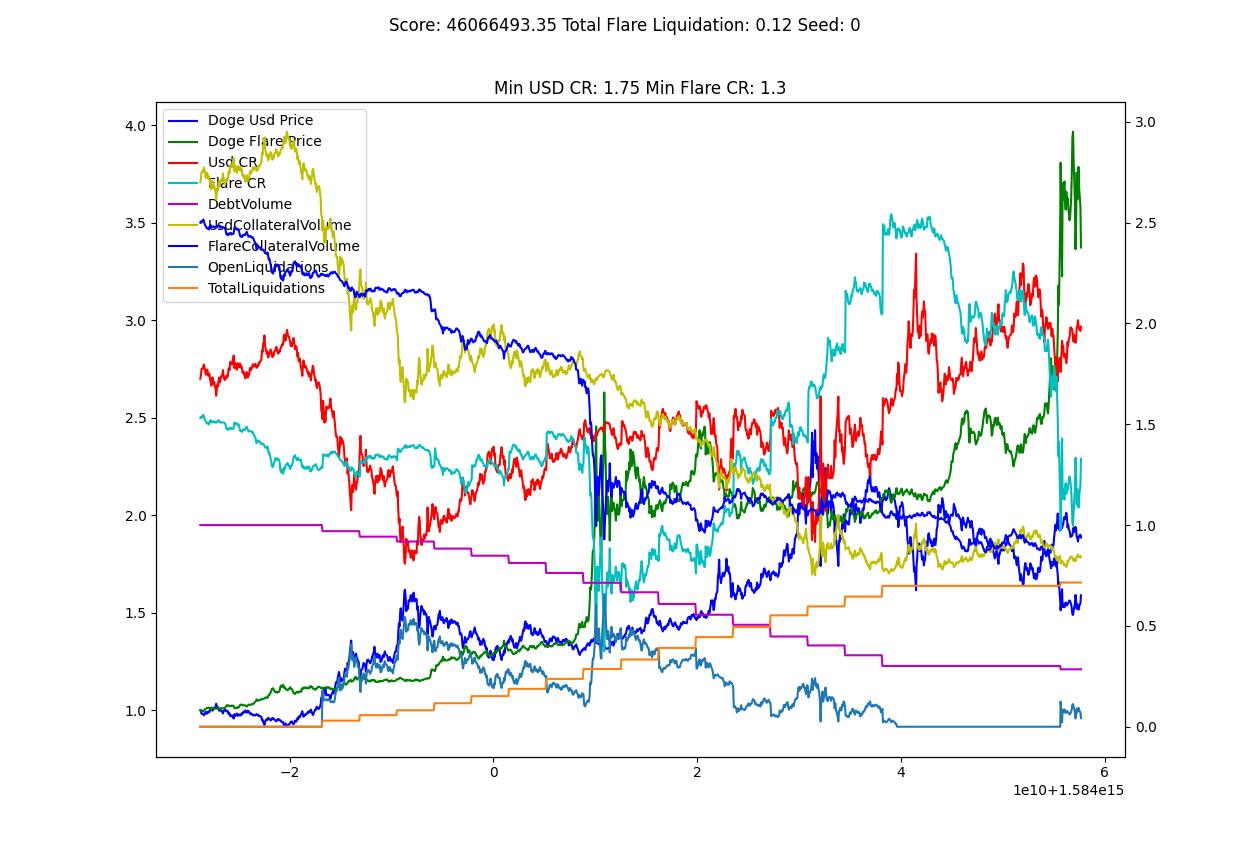 Score: 46066493.35 Total Flare Liquidation: 0.12 Seed: 0
Min USD CR: 1.75 Min Flare CR: 1.3
Doge Usd Price
Doge Flare Price
Usd CR
Flare CR
DebtVolume
UsdCollateralVolume
FlareCollateralVolume
OpenLiquidations
TotalLiquidations
4.0
3.5
3.0
2.5
2.0
1.5
1.0
3.0
2.5
2.0
1.5
1.0
0.5
0.0
−2
0
2
4
6
1e10+1.584e15